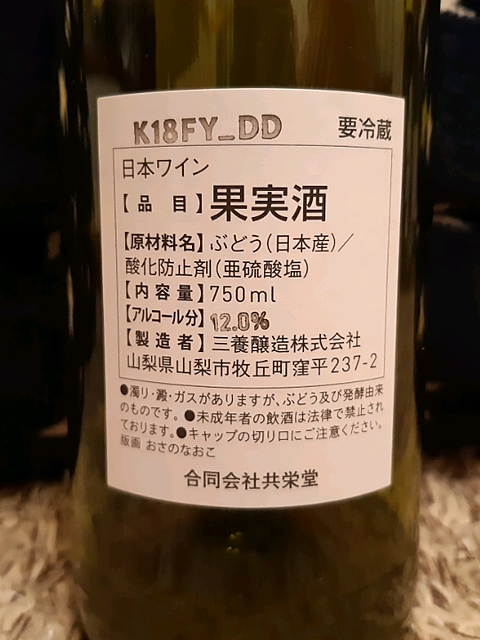 K18FY_DD 要冷蔵
日本ワイン
【品目】果実酒
【原材料名】ぶどう（日本産）／
酸化防止剤（亜硫酸塩）
【内容量】750ml
【アルコール分】12.0%
【製造者】三養醸造株式会社
山梨県山梨市牧丘町窪平237-2
●濁り・澱・ガスがありますが、ぶどう及び発酵由来
のものです。●未成年者の飲酒は法律で禁止され
ております。●キャップの切り口にご注意ください。
版画 おさのなおこ
合同会社共栄堂